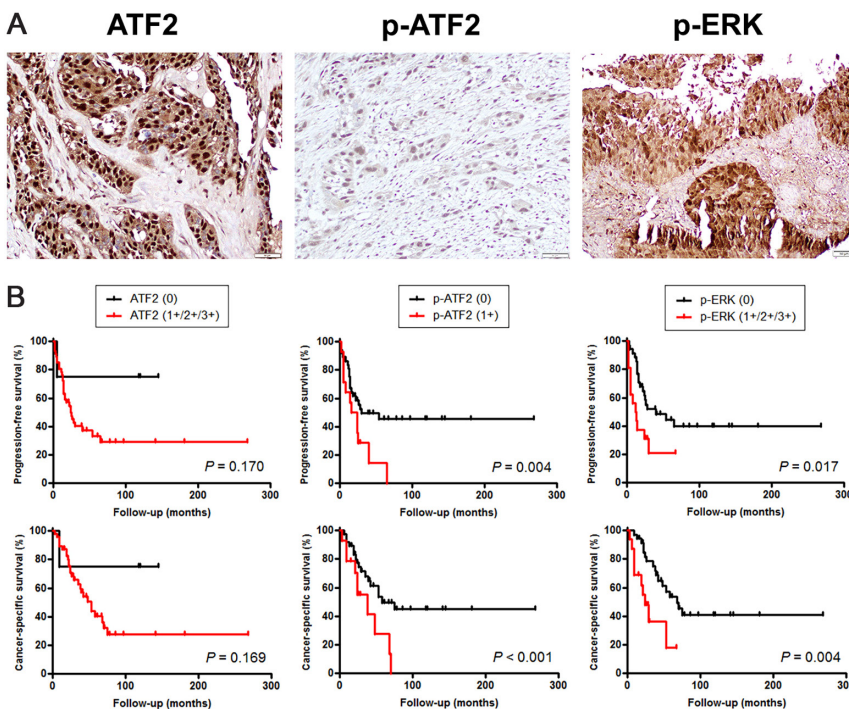 A
ATF2
p-ATF2
p-ERK
B
ATF2 (0)
ATF2 (1+/2+/3+)
p-ATF2 (0)
p-ATF2 (1+)
p-ERK (0)
p-ERK (1+/2+/3+)
Progression-free survival (%)
100
80
60
40
20
0
0
100
200
300
P = 0.170
Follow-up (months)
Progression-free survival (%)
100
80
60
40
20
0
0
100
200
300
P = 0.004
Follow-up (months)
Progression-free survival (%)
100
80
60
40
20
0
0
100
200
300
P = 0.017
Follow-up (months)
Cancer-specific survival (%)
100
80
60
40
20
0
0
100
200
300
P = 0.169
Follow-up (months)
Cancer-specific survival (%)
100
80
60
40
20
0
0
100
200
300
P < 0.001
Follow-up (months)
Cancer-specific survival (%)
100
80
60
40
20
0
0
100
200
300
P = 0.004
Follow-up (months)